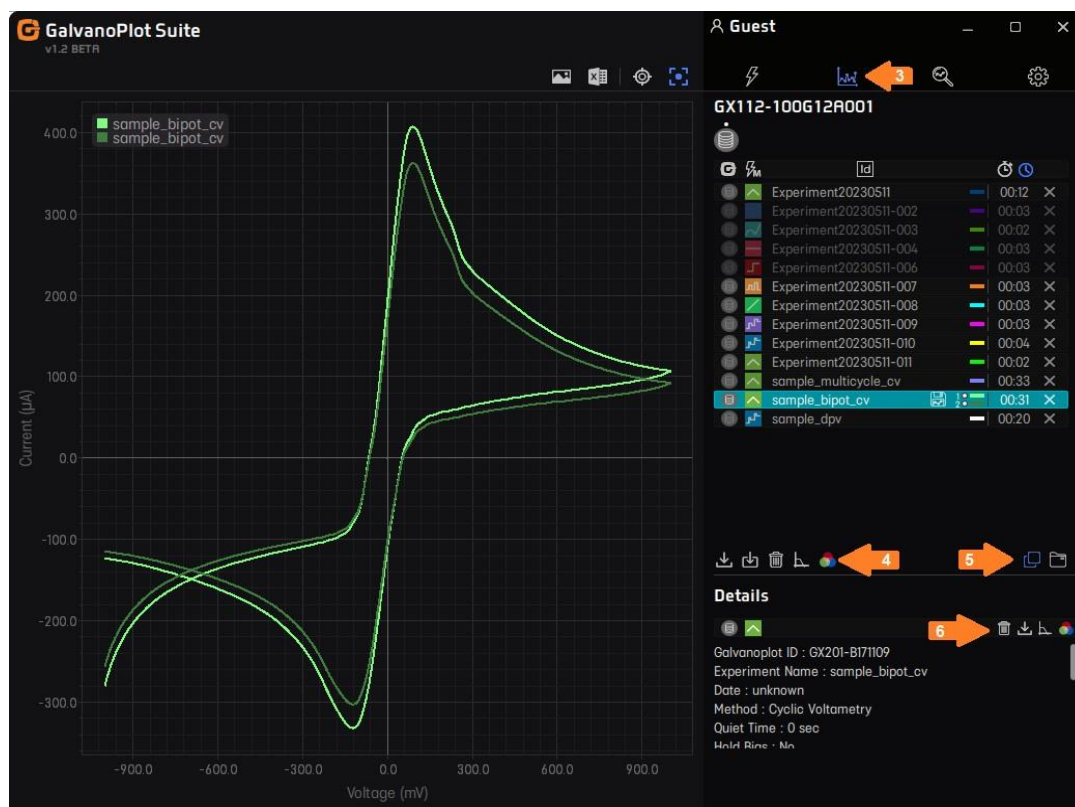 GalvanoPlot Suite
v1.2 BETA
Guest
3
GX112-100G12A001
Id
Experiment20230511 00:12
Experiment20230511-002 00:03
Experiment20230511-003 00:02
Experiment20230511-004 00:03
Experiment20230511-006 00:03
Experiment20230511-007 00:03
Experiment20230511-008 00:03
Experiment20230511-009 00:03
Experiment20230511-010 00:04
Experiment20230511-011 00:02
sample_multicycle_cv 00:33
sample_bipot_cv 00:31
sample_dpv 00:20
4
5
Details
6
Galvanoplot ID : GX201-B171109
Experiment Name : sample_bipot_cv
Date : unknown
Method : Cyclic Voltametry
Quiet Time : 0 sec
Hold Bias : No
sample_bipot_cv
sample_bipot_cv
400.0
300.0
200.0
100.0
0.0
-100.0
-200.0
-300.0
Current (µA)
-900.0 -600.0 -300.0 0.0 300.0 600.0 900.0
Voltage (mV)